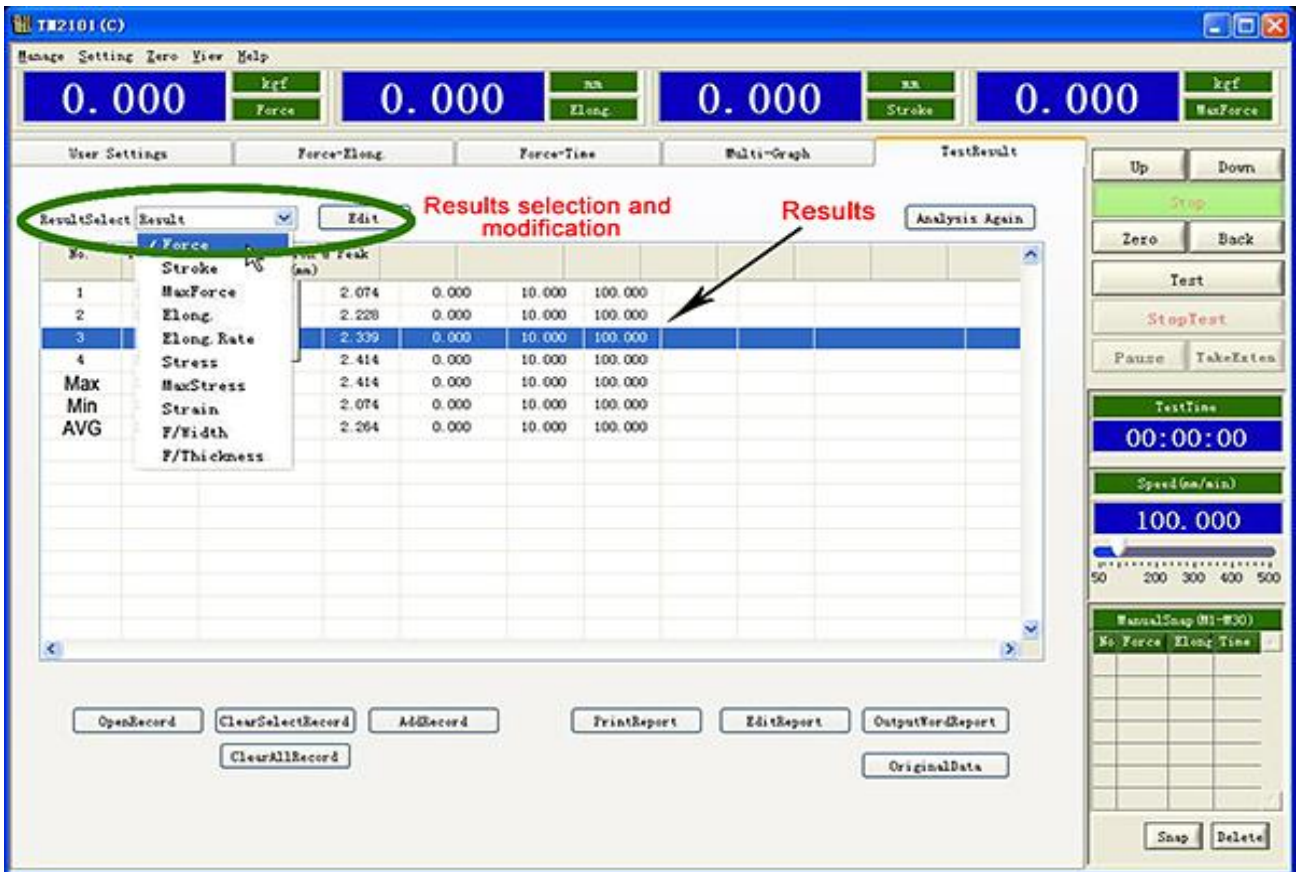 TM2101(C)
Manage Setting Zero View Help
0.000 kgf Force 0.000 mm Elong. 0.000 mm Stroke 0.000 kgf MaxForce
User Settings Force-Elong. Force-Time Multi-Graph TestResult
ResultSelect Result Edit
Results selection and
modification
Results
Analysis Again
No. Peak
✓ Force
(mm)
Stroke
MaxForce
Elong.
Elong.Rate
Stress
MaxStress
Strain
F/Width
F/Thickness
1 2.074 0.000 10.000 100.000
2 2.228 0.000 10.000 100.000
3 2.339 0.000 10.000 100.000
4 2.414 0.000 10.000 100.000
Max 2.414 0.000 10.000 100.000
Min 2.074 0.000 10.000 100.000
AVG 2.264 0.000 10.000 100.000
OpenRecord ClearSelectRecord AddRecord PrintReport EditReport OutputWordReport
ClearAllRecord OriginalData
Up Down
Stop
Zero Back
Test
StopTest
Pause TakeExten
TestTime
00:00:00
Speed(mm/min)
100.000
50 200 300 400 500
ManualSnap(M1-M30)
No Force Elong Time
Snap Delete